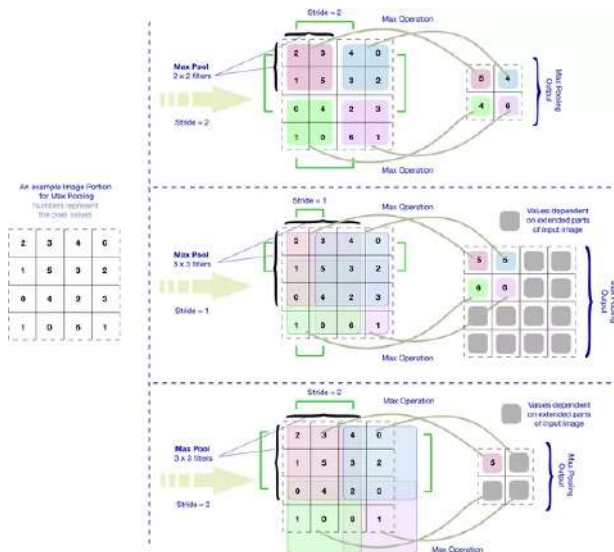 An example Image Portion
for Max Pooling
Numbers represent
the pixel values
2 3 4 0
1 5 3 2
0 4 2 3
1 0 6 1
Stride = 2
Max Operation
Max Pool
2 x 2 filters
Stride = 2
2 3 4 0
1 5 3 2
0 4 2 3
1 0 6 1
5 4
4 6
Max Pooling
Output
Max Operation
Stride = 1
Max Operation
Max Pool
3 x 3 filters
Stride = 1
2 3 4 0
1 5 3 2
0 4 2 3
1 0 6 1
Values dependent
on extended parts
of input image
5 5
Max Pooling
Output
Max Operation
Stride = 2
Max Operation
Max Pool
3 x 3 filters
2 3 4 0
1 5 3 2
0 4 2
1 0 6 1
Values dependent
on extended parts
of input image
5
Max Pooling
Output
Max Operation